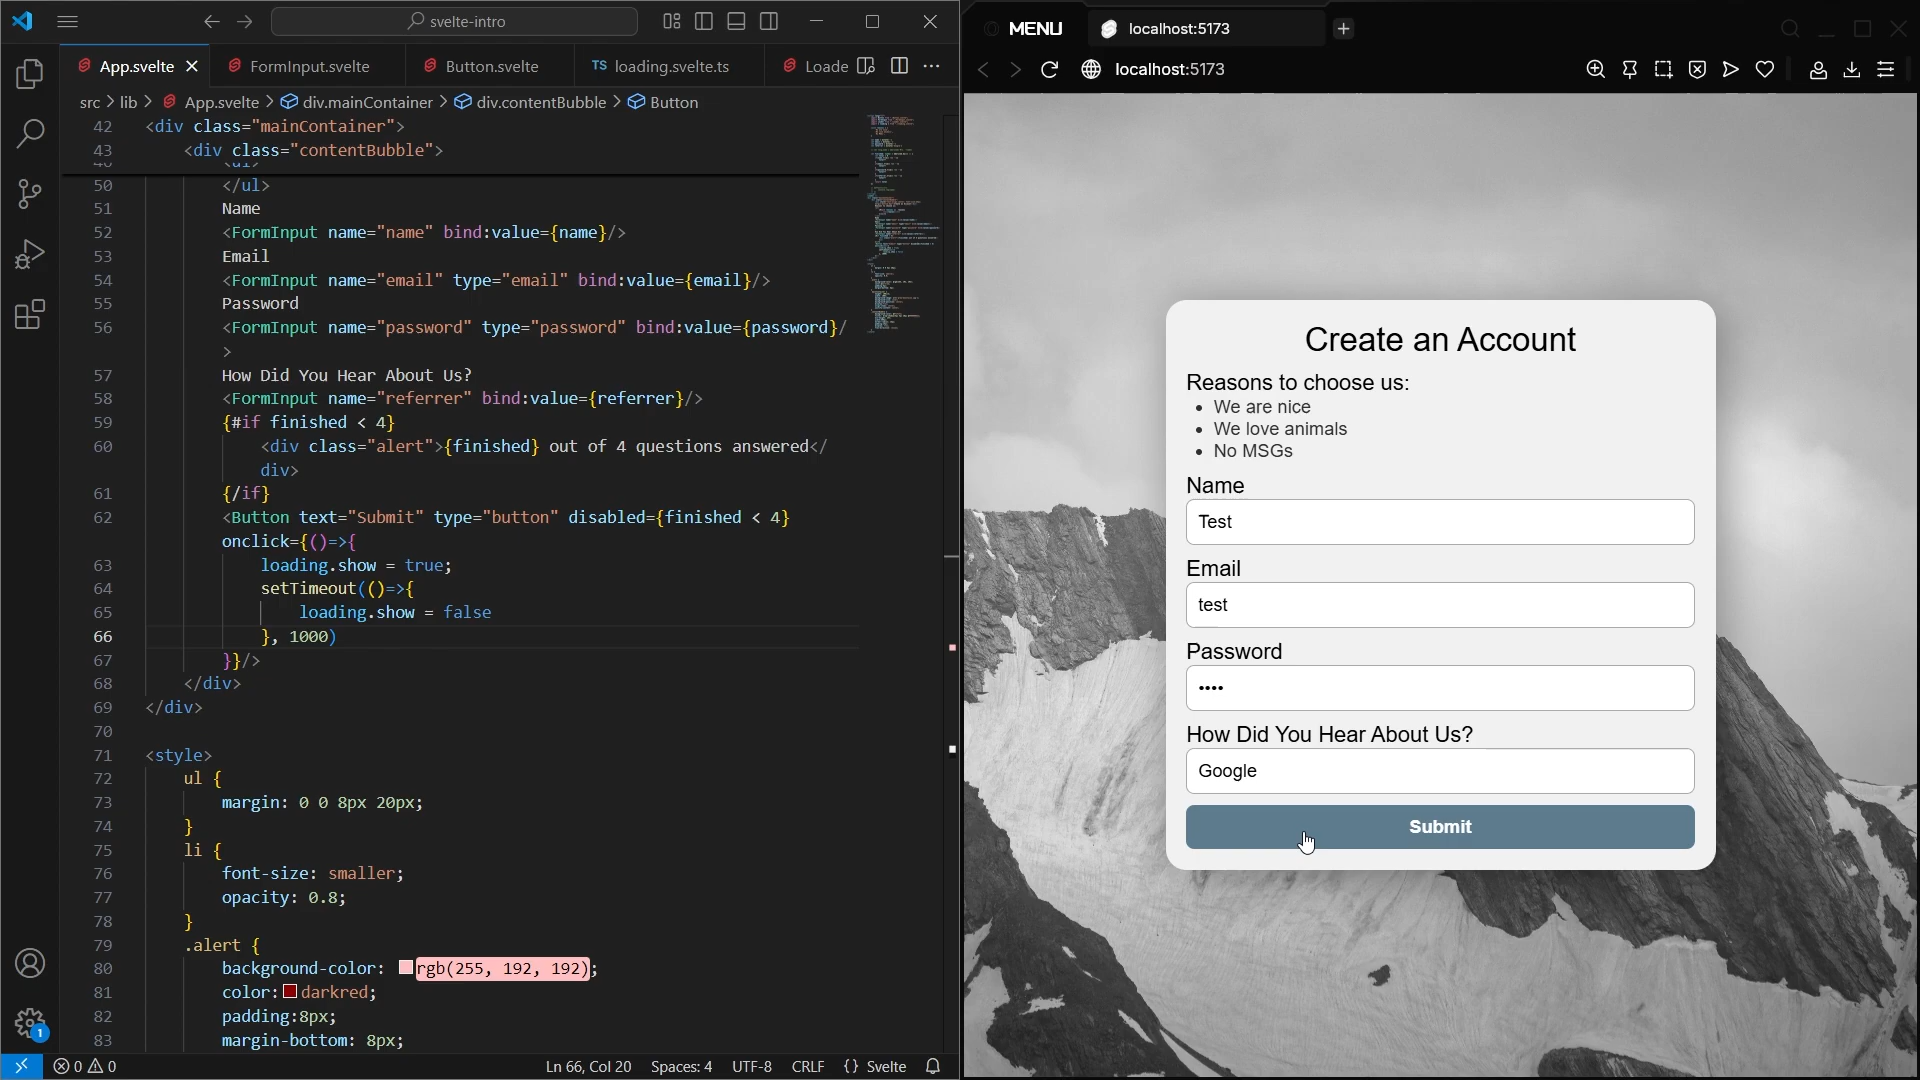 svelte-intro
App.svelte
FormInput.svelte
Button.svelte
TS loading.svelte.ts
Loade
src > lib > App.svelte > div.mainContainer > div.contentBubble > Button
42 <div class="mainContainer">
43 <div class="contentBubble">
50 </ul>
51 Name
52 <FormInput name="name" bind:value={name}/>
53 Email
54 <FormInput name="email" type="email" bind:value={email}/>
55 Password
56 <FormInput name="password" type="password" bind:value={password}/
>
57 How Did You Hear About Us?
58 <FormInput name="referrer" bind:value={referrer}/>
59 {#if finished < 4}
60 <div class="alert">{finished} out of 4 questions answered</
div>
61 {/if}
62 <Button text="Submit" type="button" disabled={finished < 4}
onclick={()=>{
63 loading.show = true;
64 setTimeout(()=>{
65 loading.show = false
66 }, 1000)
67 }}/>
68 </div>
69 </div>
70
71 <style>
72 ul {
73 margin: 0 0 8px 20px;
74 }
75 li {
76 font-size: smaller;
77 opacity: 0.8;
78 }
79 .alert {
80 background-color: rgb(255, 192, 192);
81 color: darkred;
82 padding:8px;
83 margin-bottom: 8px;
1
0 0
Ln 66, Col 20
Spaces: 4
UTF-8
CRLF
{} Svelte
MENU
localhost:5173
localhost:5173
Create an Account
Reasons to choose us:
• We are nice
• We love animals
• No MSGs
Name
Test
Email
test
Password
••••
How Did You Hear About Us?
Google
Submit